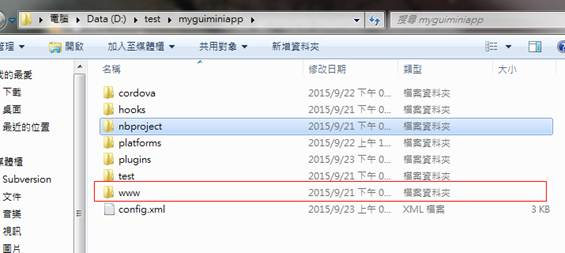 電腦 ▸ Data (D:) ▸ test ▸ myguiminiapp ▸
搜尋 myguiminiapp
管理 ▾ 開啟 加入至媒體櫃 ▾ 共用對象 ▾ 新增資料夾
我的最愛
下載
桌面
最近的位置
媒體櫃
Subversion
文件
音樂
視訊
圖片
名稱 修改日期 類型 大小
cordova 2015/9/22 下午 0... 檔案資料夾
hooks 2015/9/21 下午 0... 檔案資料夾
nbproject 2015/9/21 下午 0... 檔案資料夾
platforms 2015/9/22 上午 1... 檔案資料夾
plugins 2015/9/23 下午 0... 檔案資料夾
test 2015/9/21 下午 0... 檔案資料夾
www 2015/9/21 下午 0... 檔案資料夾
config.xml 2015/9/23 上午 0... XML 檔案 3 KB